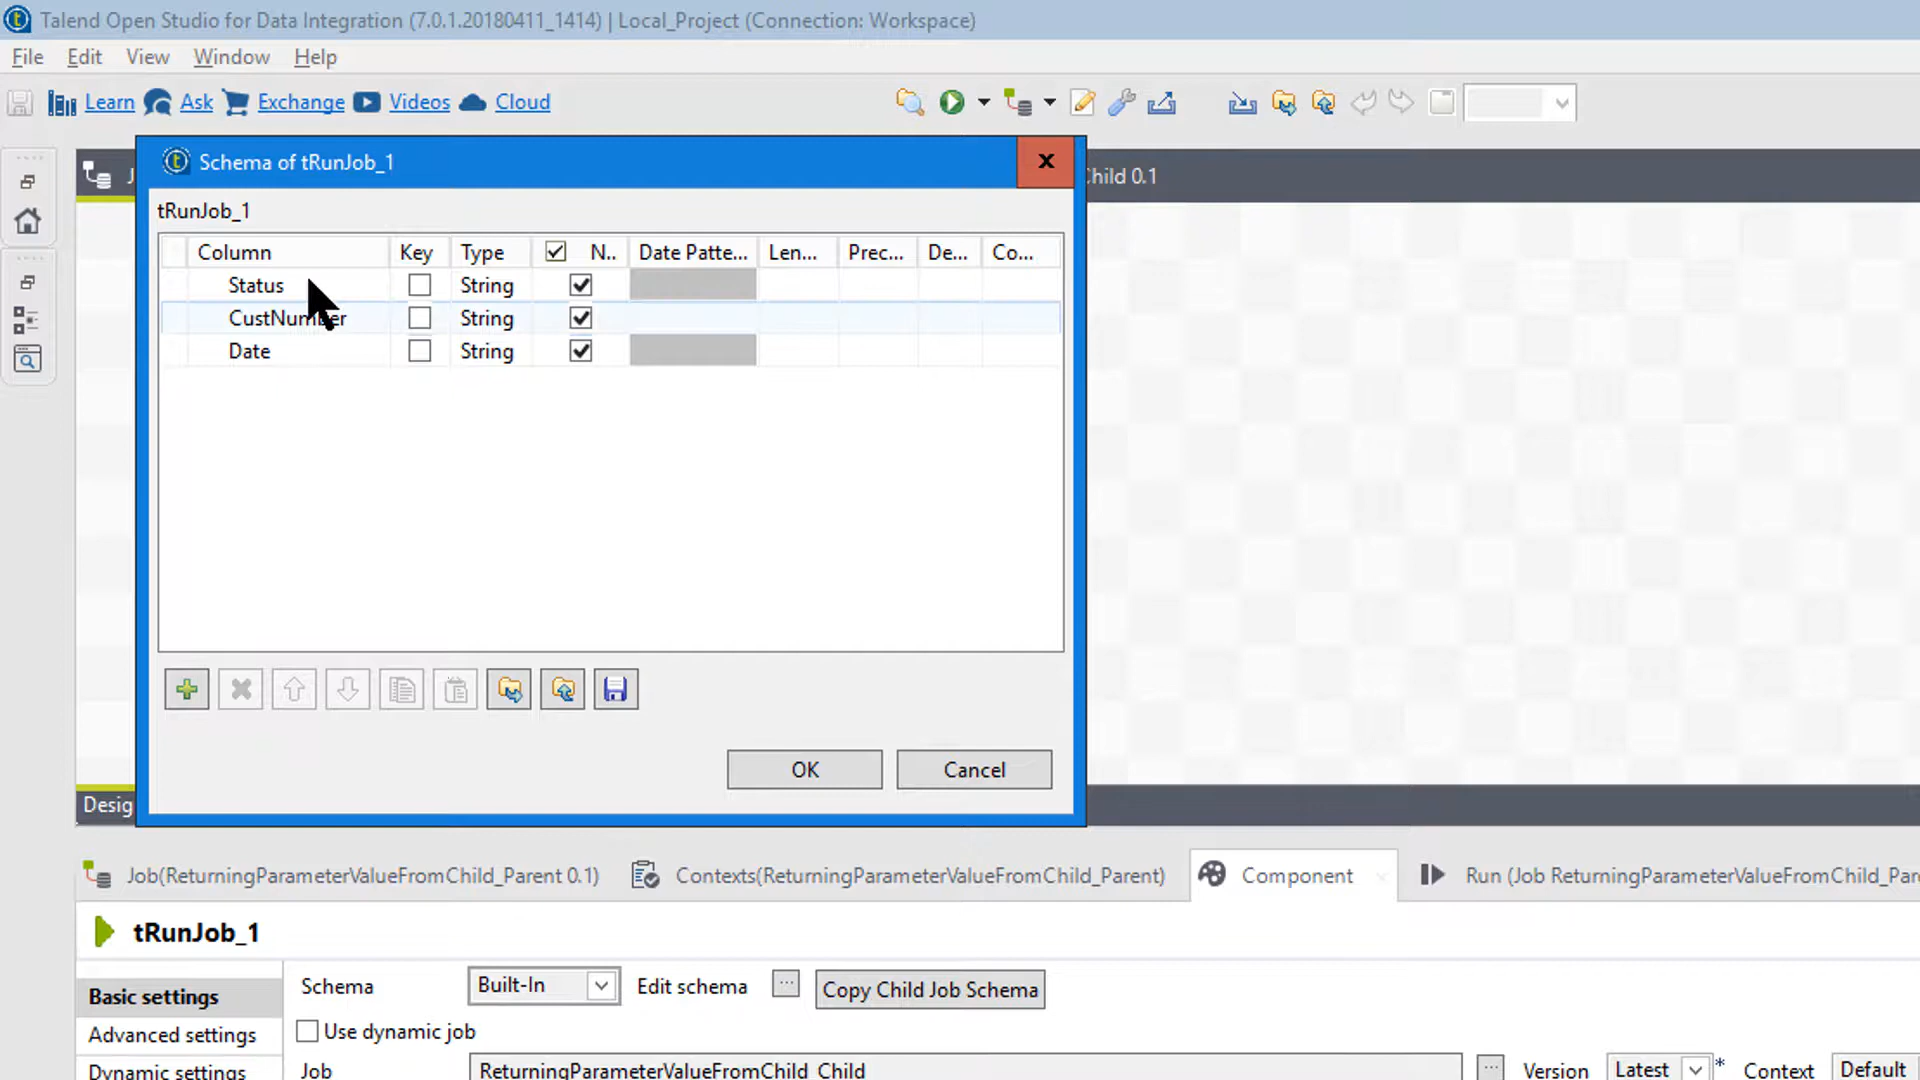 Talend Open Studio for Data Integration (7.0.1.20180411_1414) | Local_Project (Connection: Workspace)
File Edit View Window Help
Learn Ask Exchange Videos Cloud
Schema of tRunJob_1
hild 0.1
tRunJob_1
Column Key Type N.. Date Patte... Len... Prec... De... Co...
Status String
CustNumber String
Date String
OK Cancel
Desig
Job(ReturningParameterValueFromChild_Parent 0.1) Contexts(ReturningParameterValueFromChild_Parent) Component Run (Job ReturningParameterValueFromChild_Par
tRunJob_1
Basic settings
Schema Built-In Edit schema ... Copy Child Job Schema
Advanced settings
Use dynamic job
Dynamic settings
Job ReturningParameterValueFromChild_Child ... Version Latest * Context Default